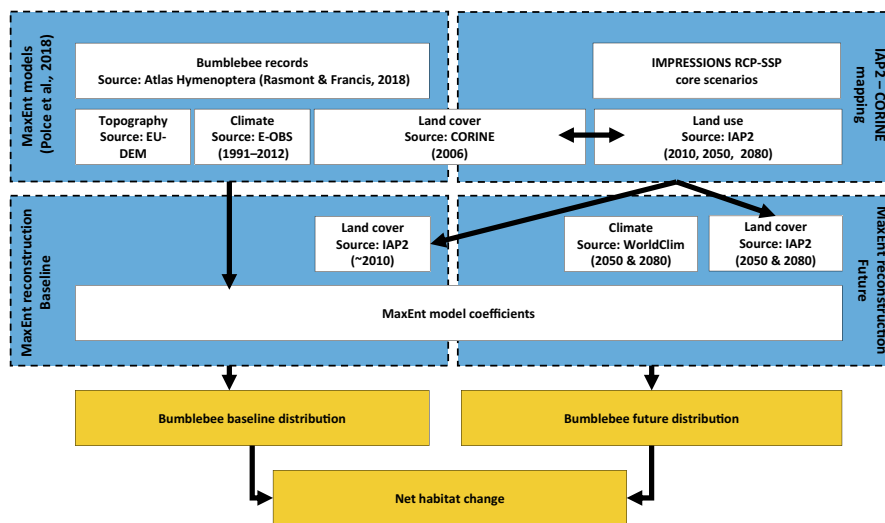 MaxEnt models
(Polce et al., 2018)
Bumblebee records
Source: Atlas Hymenoptera (Rasmont & Francis, 2018)
Topography
Source: EU-
DEM
Climate
Source: E-OBS
(1991–2012)
Land cover
Source: CORINE
(2006)
IMPRESSIONS RCP-SSP
core scenarios
Land use
Source: IAP2
(2010, 2050, 2080)
IAP2 – CORINE
mapping
MaxEnt reconstruction
Baseline
Land cover
Source: IAP2
(~2010)
Climate
Source: WorldClim
(2050 & 2080)
Land cover
Source: IAP2
(2050 & 2080)
MaxEnt reconstruction
Future
MaxEnt model coefficients
Bumblebee baseline distribution
Bumblebee future distribution
Net habitat change